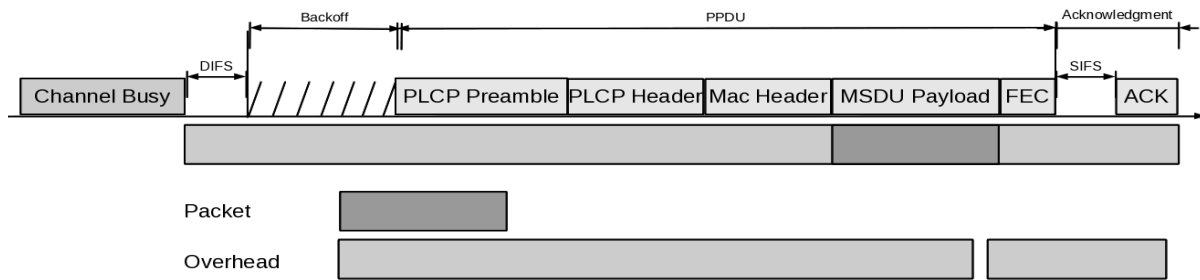 Backoff PPDU Acknowledgment
DIFS SIFS
Channel Busy PLCP Preamble PLCP Header Mac Header MSDU Payload FEC ACK
Packet
Overhead